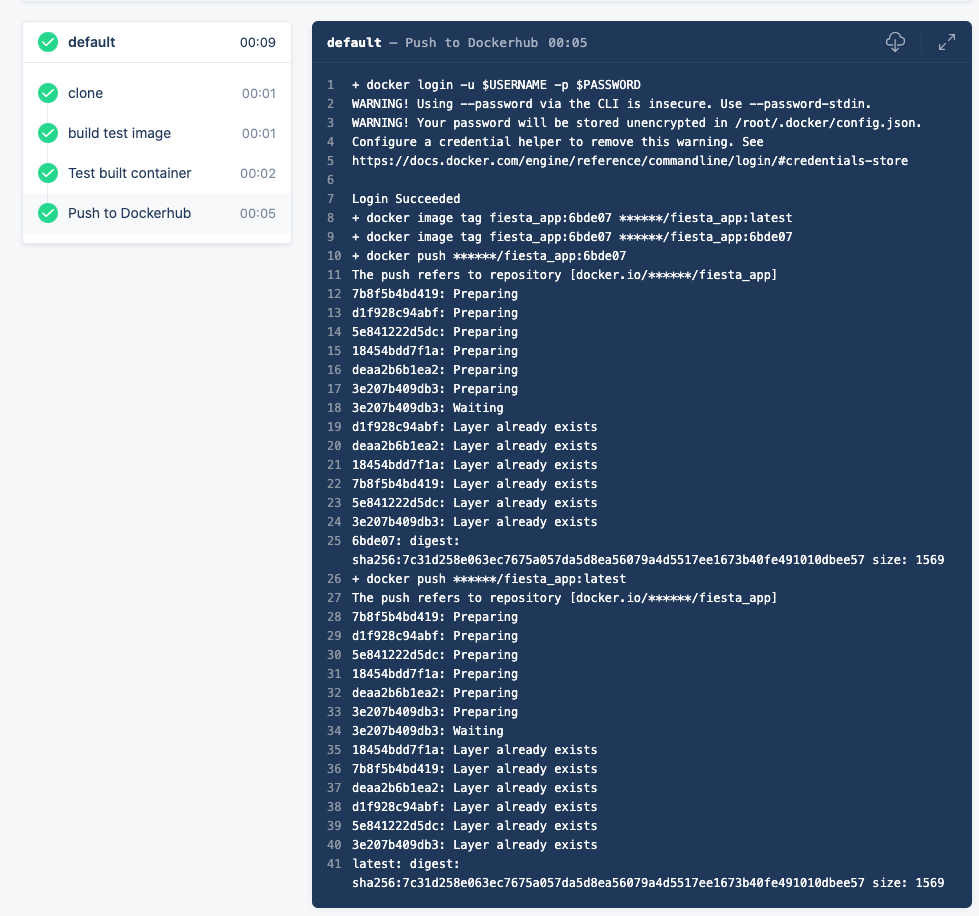 default 00:09
clone 00:01
build test image 00:01
Test built container 00:02
Push to Dockerhub 00:05
default — Push to Dockerhub 00:05
1 + docker login -u $USERNAME -p $PASSWORD
2 WARNING! Using --password via the CLI is insecure. Use --password-stdin.
3 WARNING! Your password will be stored unencrypted in /root/.docker/config.json.
4 Configure a credential helper to remove this warning. See
5 https://docs.docker.com/engine/reference/commandline/login/#credentials-store
6
7 Login Succeeded
8 + docker image tag fiesta_app:6bde07 ******/fiesta_app:latest
9 + docker image tag fiesta_app:6bde07 ******/fiesta_app:6bde07
10 + docker push ******/fiesta_app:6bde07
11 The push refers to repository [docker.io/******/fiesta_app]
12 7b8f5b4bd419: Preparing
13 d1f928c94abf: Preparing
14 5e841222d5dc: Preparing
15 18454bdd7f1a: Preparing
16 deaa2b6b1ea2: Preparing
17 3e207b409db3: Preparing
18 3e207b409db3: Waiting
19 d1f928c94abf: Layer already exists
20 deaa2b6b1ea2: Layer already exists
21 18454bdd7f1a: Layer already exists
22 7b8f5b4bd419: Layer already exists
23 5e841222d5dc: Layer already exists
24 3e207b409db3: Layer already exists
25 6bde07: digest:
sha256:7c31d258e063ec7675a057da5d8ea56079a4d5517ee1673b40fe491010dbee57 size: 1569
26 + docker push ******/fiesta_app:latest
27 The push refers to repository [docker.io/******/fiesta_app]
28 7b8f5b4bd419: Preparing
29 d1f928c94abf: Preparing
30 5e841222d5dc: Preparing
31 18454bdd7f1a: Preparing
32 deaa2b6b1ea2: Preparing
33 3e207b409db3: Preparing
34 3e207b409db3: Waiting
35 18454bdd7f1a: Layer already exists
36 7b8f5b4bd419: Layer already exists
37 deaa2b6b1ea2: Layer already exists
38 d1f928c94abf: Layer already exists
39 5e841222d5dc: Layer already exists
40 3e207b409db3: Layer already exists
41 latest: digest:
sha256:7c31d258e063ec7675a057da5d8ea56079a4d5517ee1673b40fe491010dbee57 size: 1569